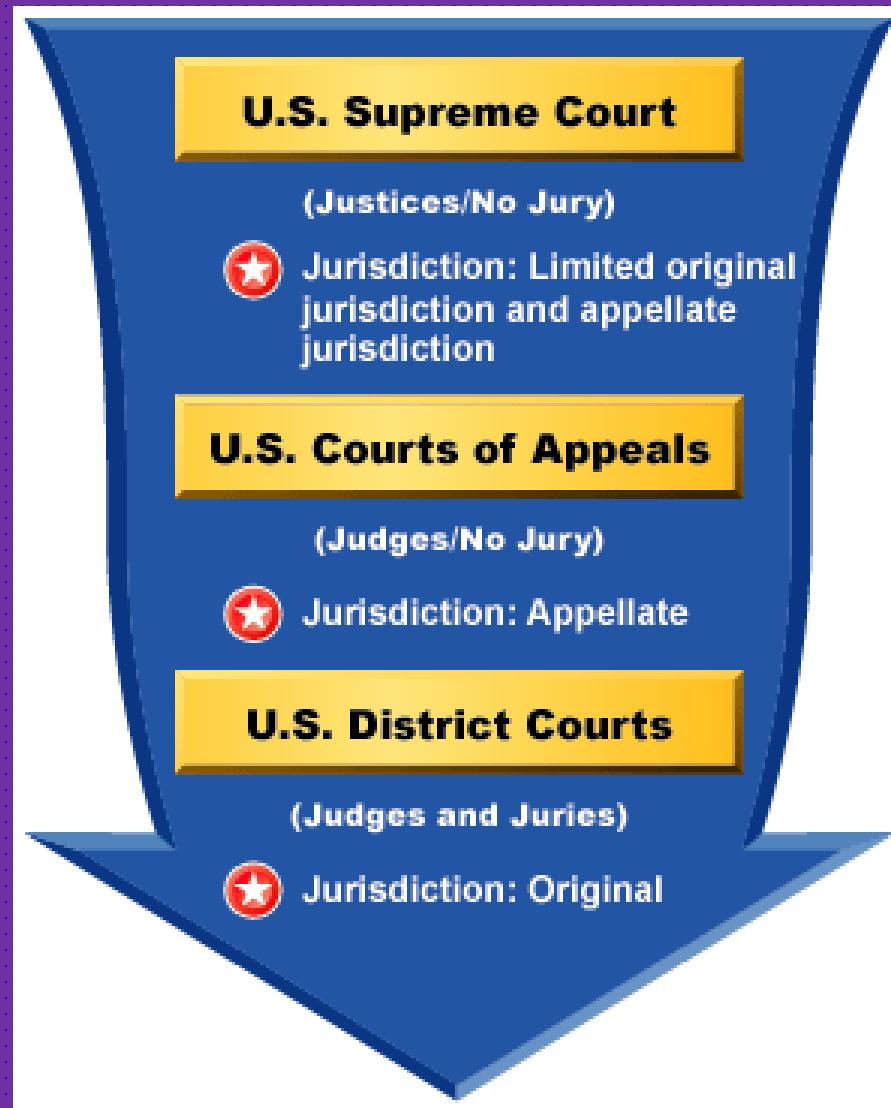 U.S. Supreme Court
(Justices/No Jury)
Jurisdiction: Limited original
jurisdiction and appellate
jurisdiction
U.S. Courts of Appeals
(Judges/No Jury)
Jurisdiction: Appellate
U.S. District Courts
(Judges and Juries)
Jurisdiction: Original